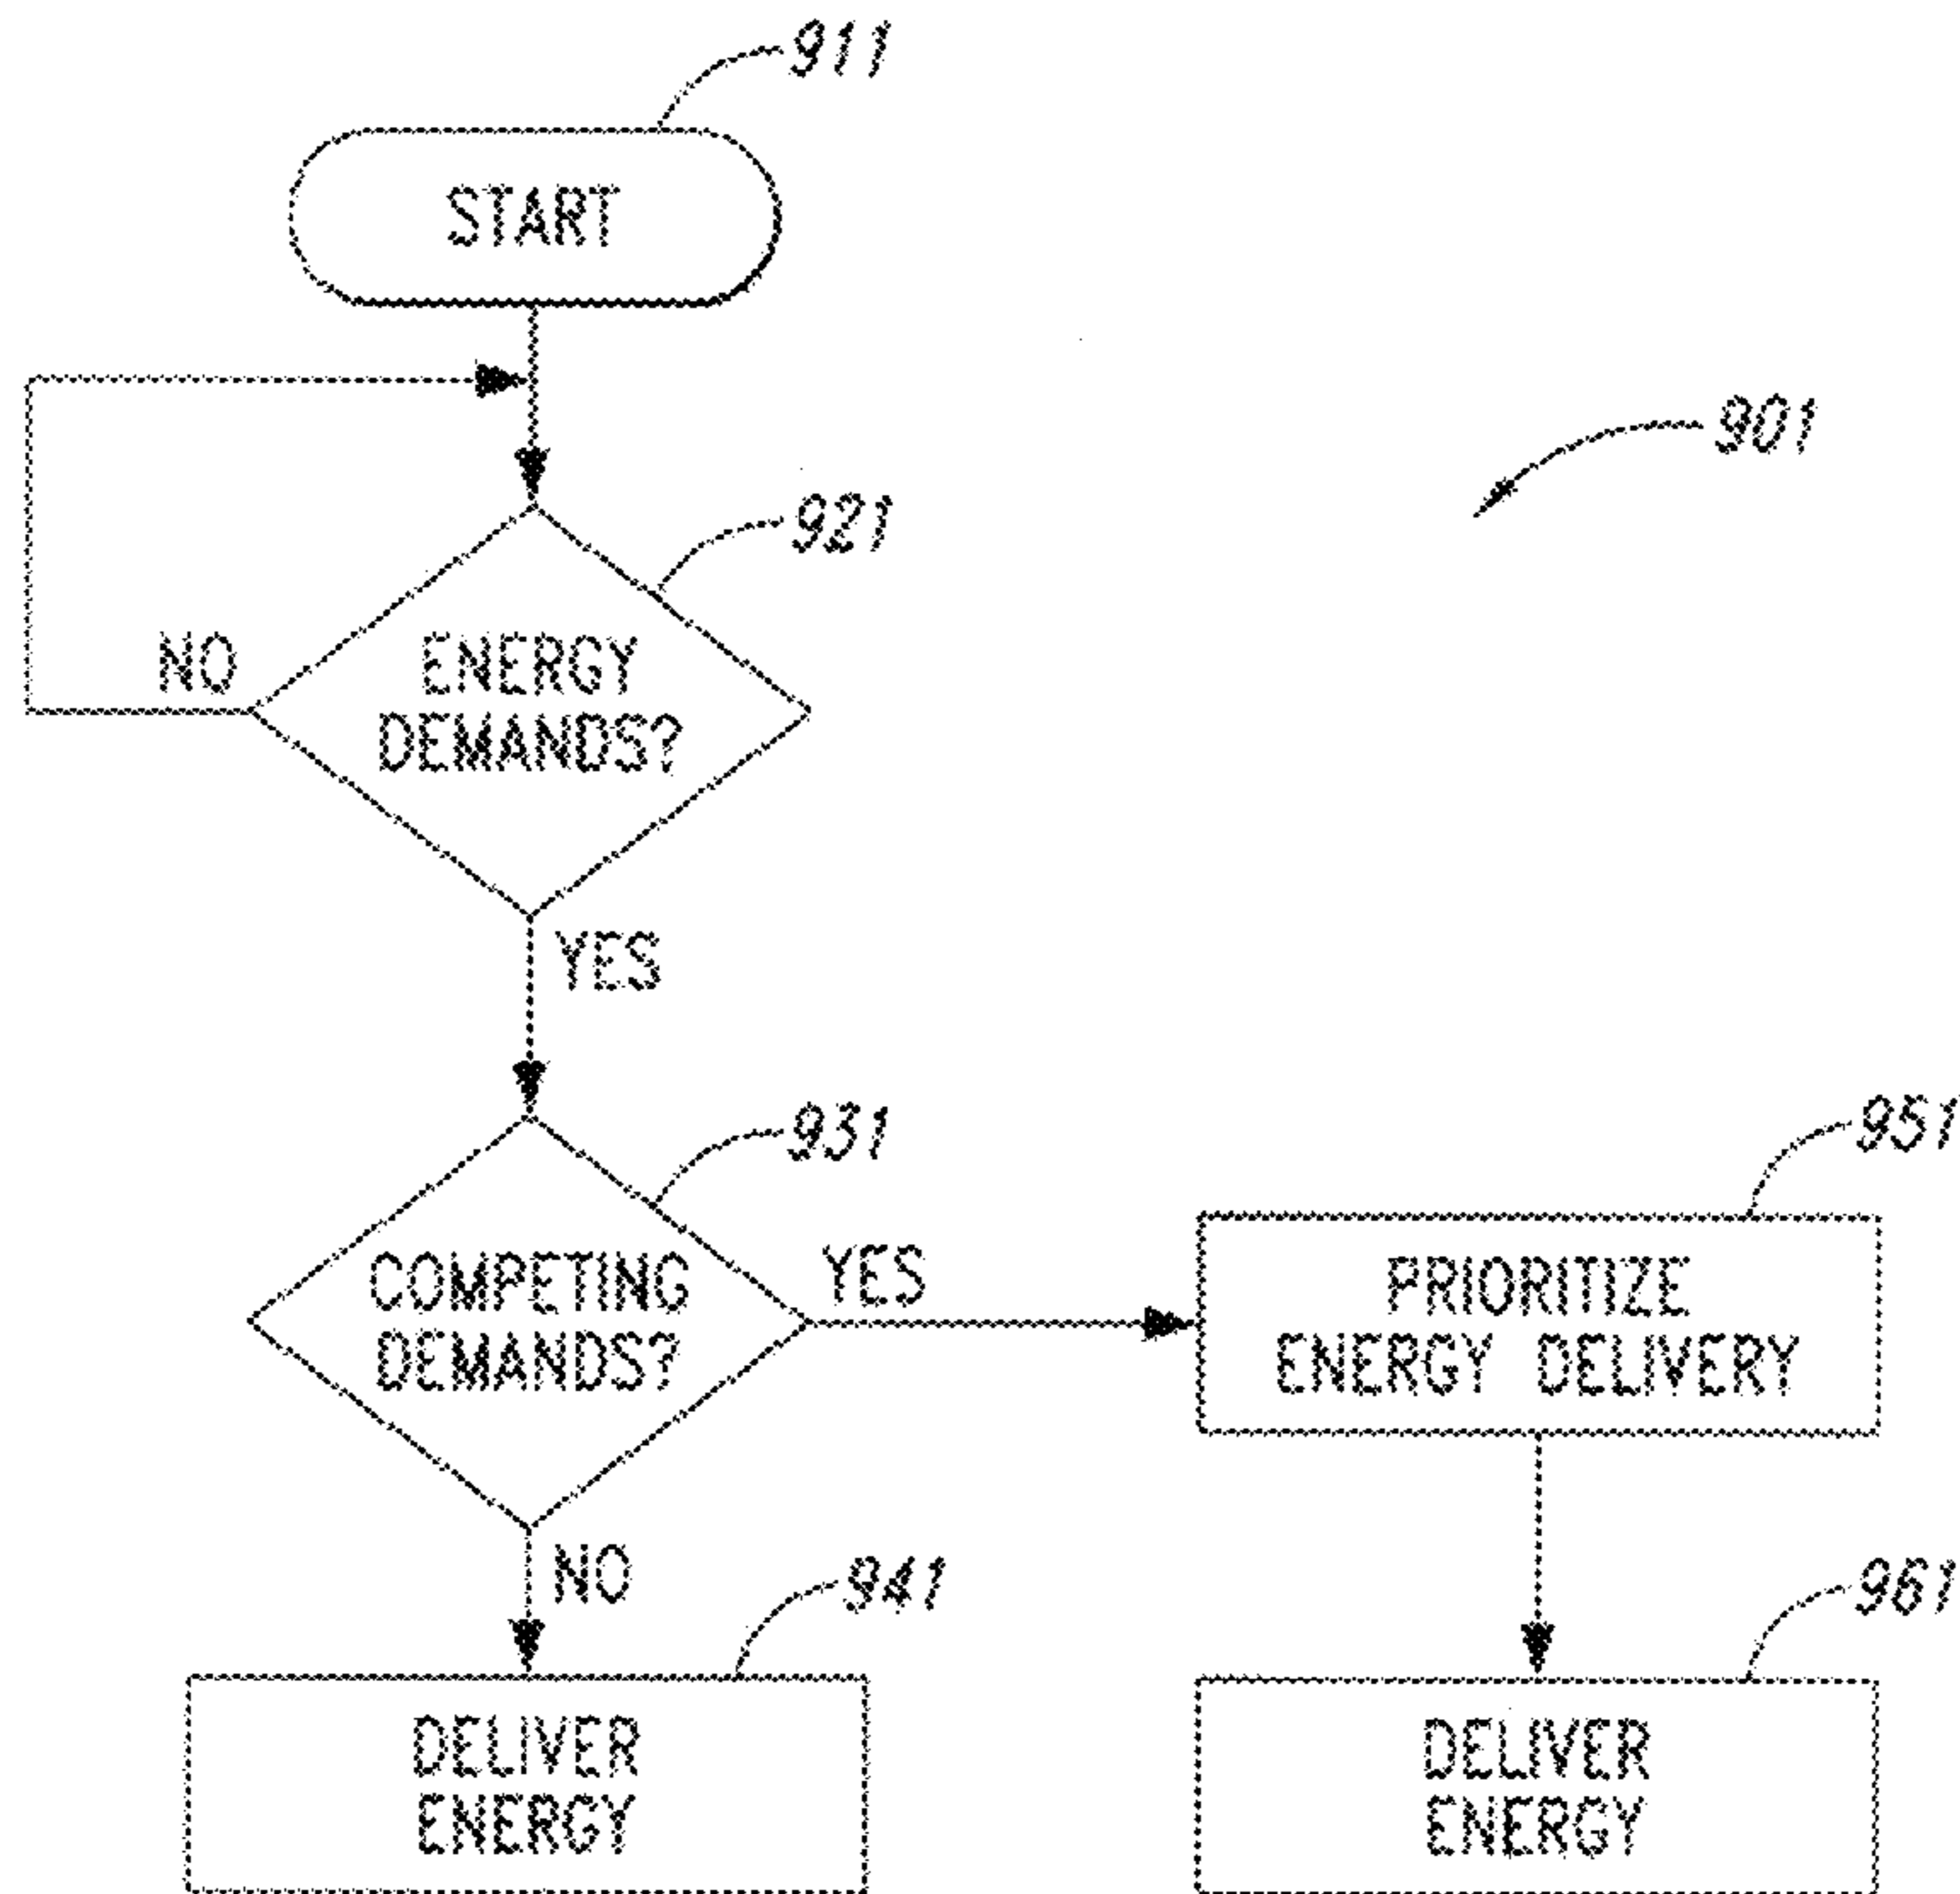 911
START
901
921
NO
ENERGY
DEMANDS?
YES
931
951
COMPETING
DEMANDS?
YES
PRIORITIZE
ENERGY DELIVERY
NO
941
961
DELIVER
ENERGY
DELIVER
ENERGY